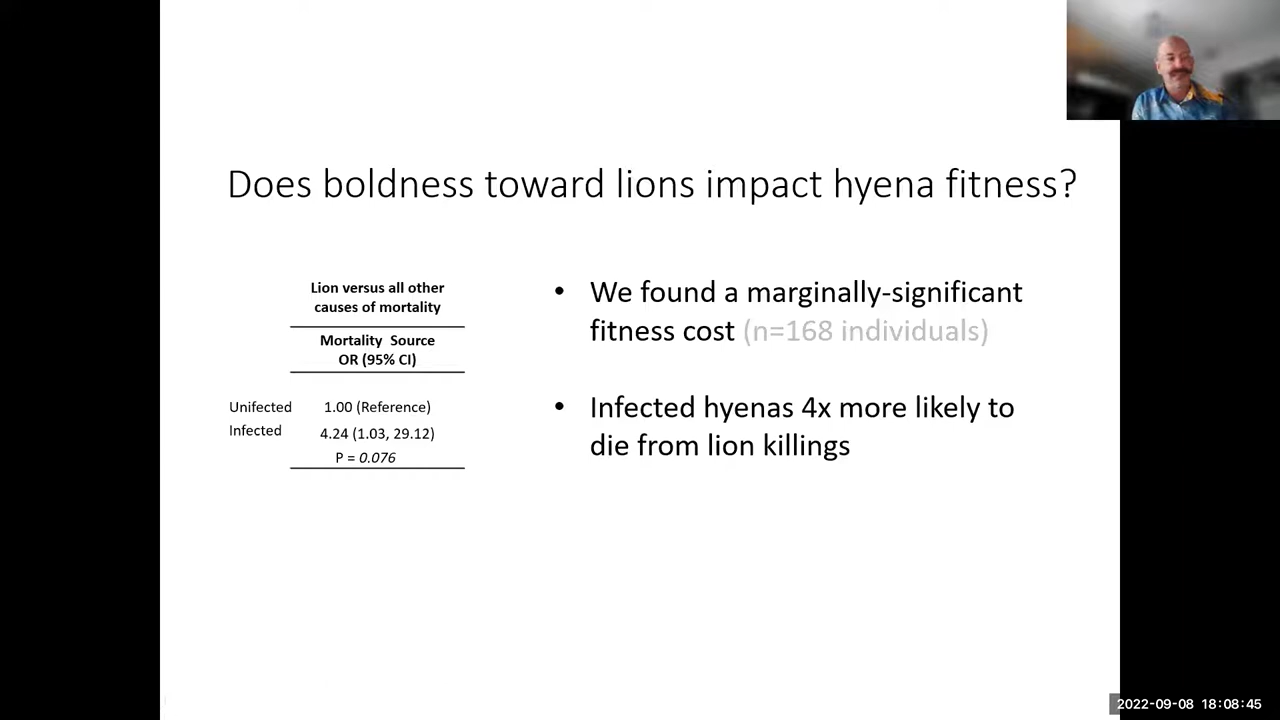 Does boldness toward lions impact hyena fitness?
Lion versus all other
causes of mortality
Mortality Source
OR (95% CI)
Unifected 1.00 (Reference)
Infected 4.24 (1.03, 29.12)
P = 0.076
• We found a marginally-significant
fitness cost (n=168 individuals)
• Infected hyenas 4x more likely to
die from lion killings
2022-09-08 18:08:45